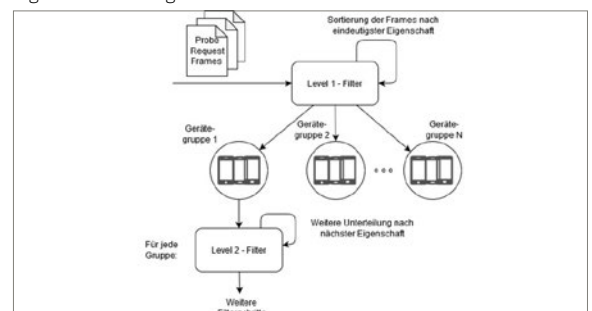 Probe
Request
Frames
Sortierung der Frames nach
eindeutigster Eigenschaft
Level 1 - Filter
Geräte-
gruppe 1
Geräte-
gruppe 2
Geräte-
gruppe N
Weitere Unterteilung nach
nächster Eigenschaft
Für jede
Gruppe:
Level 2 - Filter
Weitere